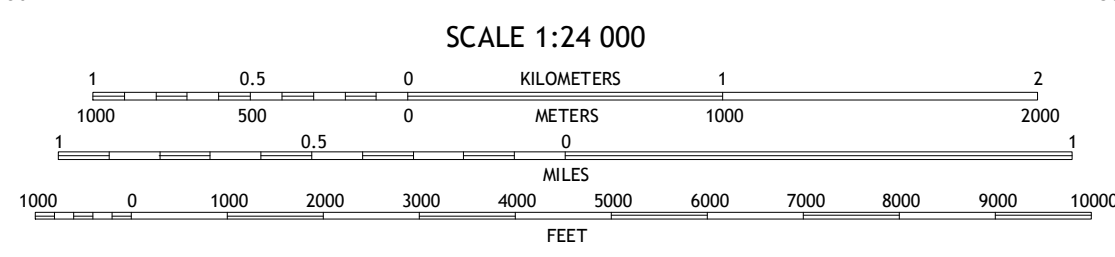 SCALE 1:24 000
1 0.5 0 KILOMETERS 1 2
1000 500 0 METERS 1000 2000
1 0.5 0 1
MILES
1000 0 1000 2000 3000 4000 5000 6000 7000 8000 9000 10000
FEET